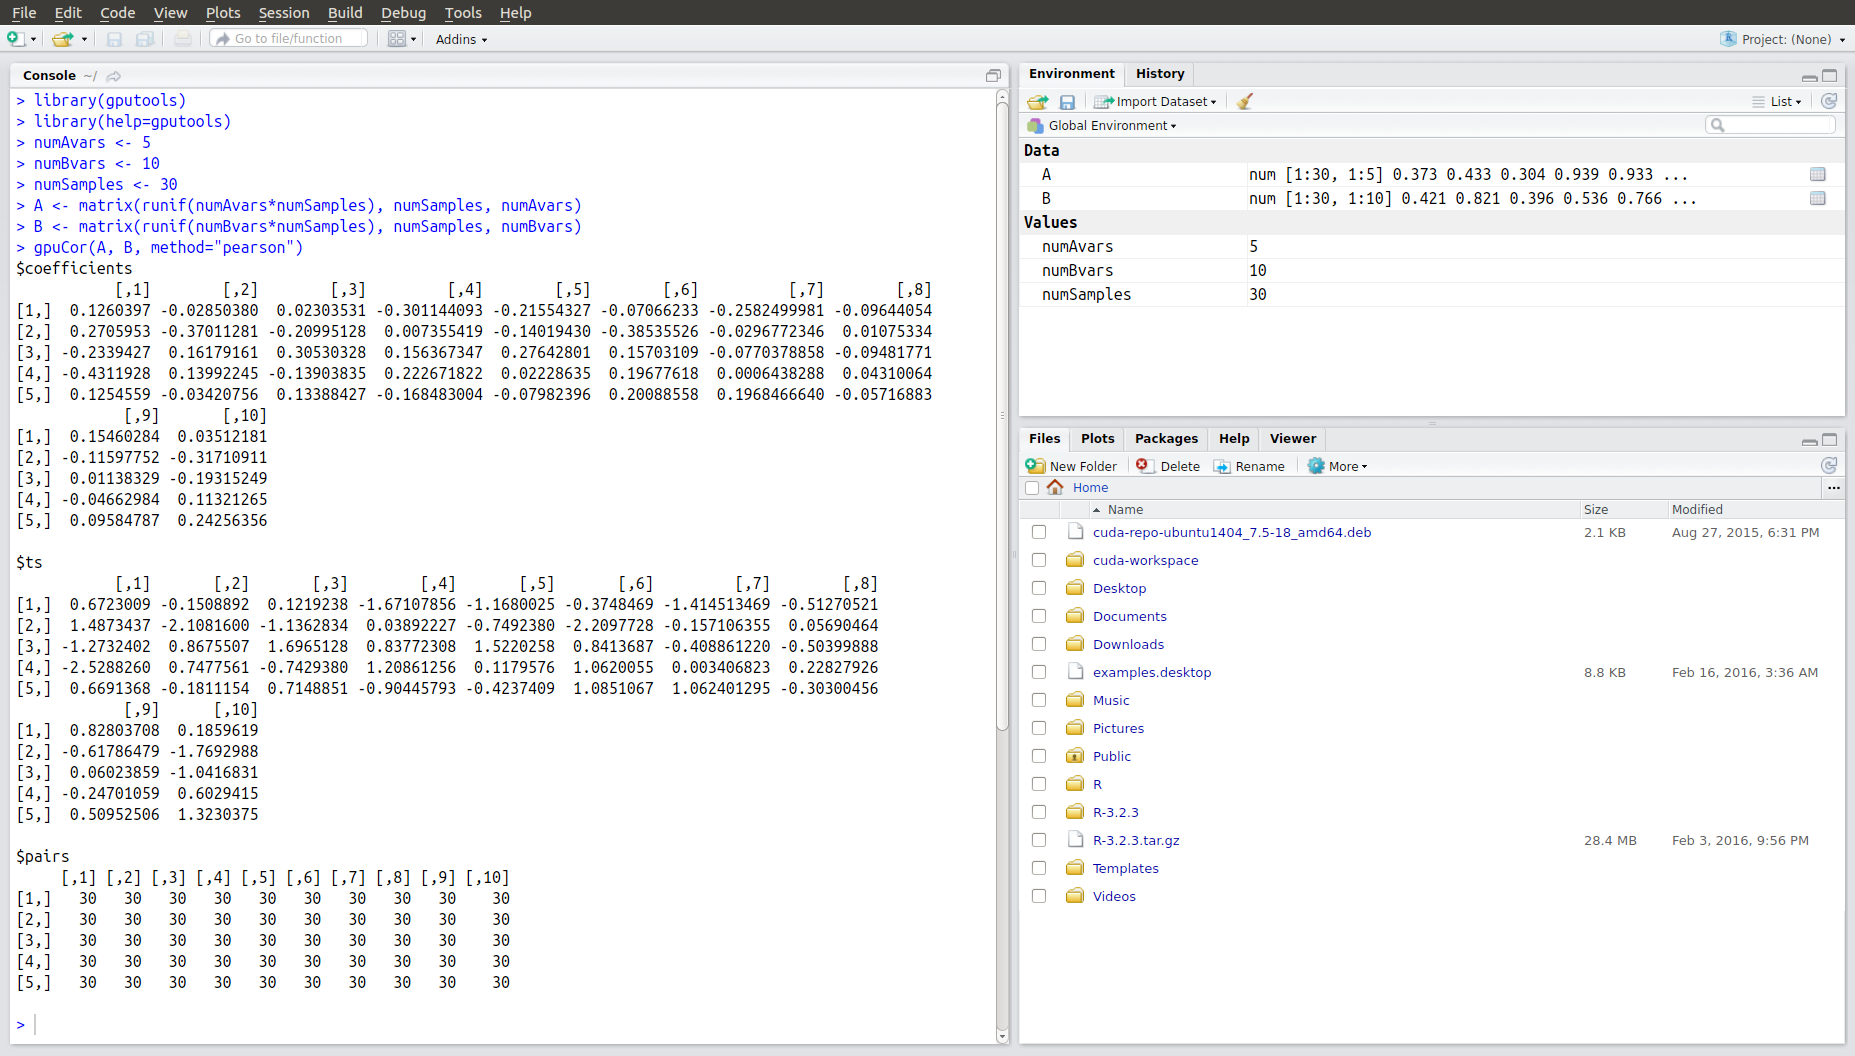 File Edit Code View Plots Session Build Debug Tools Help
Go to file/function Addins Project: (None)
Console ~/
> library(gputools)
> library(help=gputools)
> numAvars <- 5
> numBvars <- 10
> numSamples <- 30
> A <- matrix(runif(numAvars*numSamples), numSamples, numAvars)
> B <- matrix(runif(numBvars*numSamples), numSamples, numBvars)
> gpuCor(A, B, method="pearson")
$coefficients
[,1] [,2] [,3] [,4] [,5] [,6] [,7] [,8]
[1,] 0.1260397 -0.02850380 0.02303531 -0.301144093 -0.21554327 -0.07066233 -0.2582499981 -0.09644054
[2,] 0.2705953 -0.37011281 -0.20995128 0.007355419 -0.14019430 -0.38535526 -0.0296772346 0.01075334
[3,] -0.2339427 0.16179161 0.30530328 0.156367347 0.27642801 0.15703109 -0.0770378858 -0.09481771
[4,] -0.4311928 0.13992245 -0.13903835 0.222671822 0.02228635 0.19677618 0.0006438288 0.04310064
[5,] 0.1254559 -0.03420756 0.13388427 -0.168483004 -0.07982396 0.20088558 0.1968466640 -0.05716883
[,9] [,10]
[1,] 0.15460284 0.03512181
[2,] -0.11597752 -0.31710911
[3,] 0.01138329 -0.19315249
[4,] -0.04662984 0.11321265
[5,] 0.09584787 0.24256356
$ts
[,1] [,2] [,3] [,4] [,5] [,6] [,7] [,8]
[1,] 0.6723009 -0.1508892 0.1219238 -1.67107856 -1.1680025 -0.3748469 -1.414513469 -0.51270521
[2,] 1.4873437 -2.1081600 -1.1362834 0.03892227 -0.7492380 -2.2097728 -0.157106355 0.05690464
[3,] -1.2732402 0.8675507 1.6965128 0.83772308 1.5220258 0.8413687 -0.408861220 -0.50399888
[4,] -2.5288260 0.7477561 -0.7429380 1.20861256 0.1179576 1.0620055 0.003406823 0.22827926
[5,] 0.6691368 -0.1811154 0.7148851 -0.90445793 -0.4237409 1.0851067 1.062401295 -0.30300456
[,9] [,10]
[1,] 0.82803708 0.1859619
[2,] -0.61786479 -1.7692988
[3,] 0.06023859 -1.0416831
[4,] -0.24701059 0.6029415
[5,] 0.50952506 1.3230375
$pairs
[,1] [,2] [,3] [,4] [,5] [,6] [,7] [,8] [,9] [,10]
[1,] 30 30 30 30 30 30 30 30 30 30
[2,] 30 30 30 30 30 30 30 30 30 30
[3,] 30 30 30 30 30 30 30 30 30 30
[4,] 30 30 30 30 30 30 30 30 30 30
[5,] 30 30 30 30 30 30 30 30 30 30
>
Environment History
Import Dataset List
Global Environment
Data
A num [1:30, 1:5] 0.373 0.433 0.304 0.939 0.933 ...
B num [1:30, 1:10] 0.421 0.821 0.396 0.536 0.766 ...
Values
numAvars 5
numBvars 10
numSamples 30
Files Plots Packages Help Viewer
New Folder Delete Rename More
Home ...
Name Size Modified
cuda-repo-ubuntu1404_7.5-18_amd64.deb 2.1 KB Aug 27, 2015, 6:31 PM
cuda-workspace
Desktop
Documents
Downloads
examples.desktop 8.8 KB Feb 16, 2016, 3:36 AM
Music
Pictures
Public
R
R-3.2.3
R-3.2.3.tar.gz 28.4 MB Feb 3, 2016, 9:56 PM
Templates
Videos